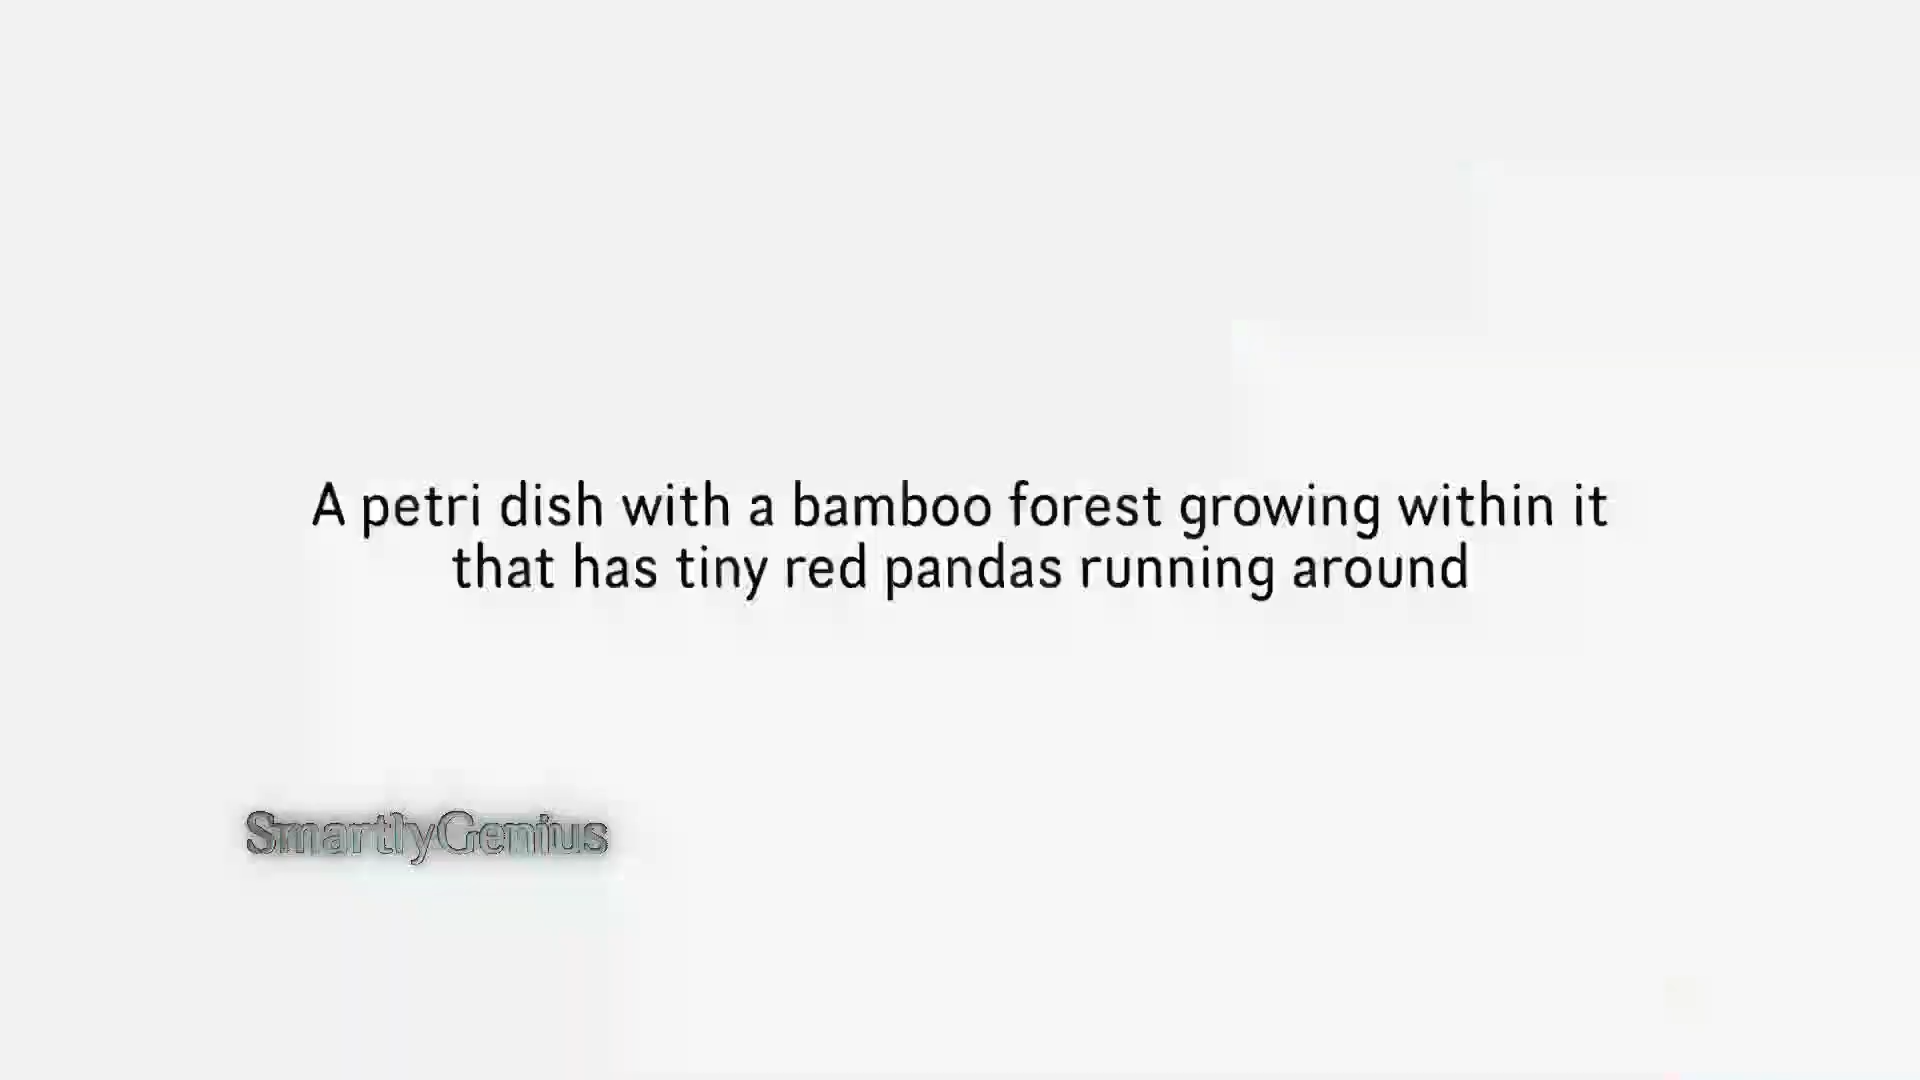 A petri dish with a bamboo forest growing within it
that has tiny red pandas running around
SmartlyGenius